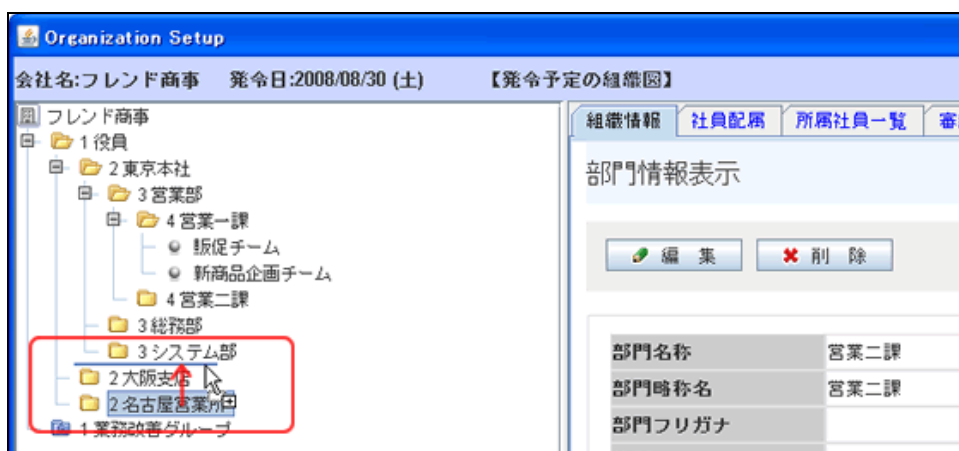 Organization Setup
会社名:フレンド商事 発令日:2008/08/30 (土) 【発令予定の組織図】
フレンド商事
1 役員
2 東京本社
3 営業部
4 営業一課
販促チーム
新商品企画チーム
4 営業二課
3 総務部
3 システム部
2 大阪支店
2 名古屋営業所
1 業務改善グループ
組織情報 社員配属 所属社員一覧 審
部門情報表示
編 集 削 除
部門名称 営業二課
部門略称名 営業二課
部門フリガナ